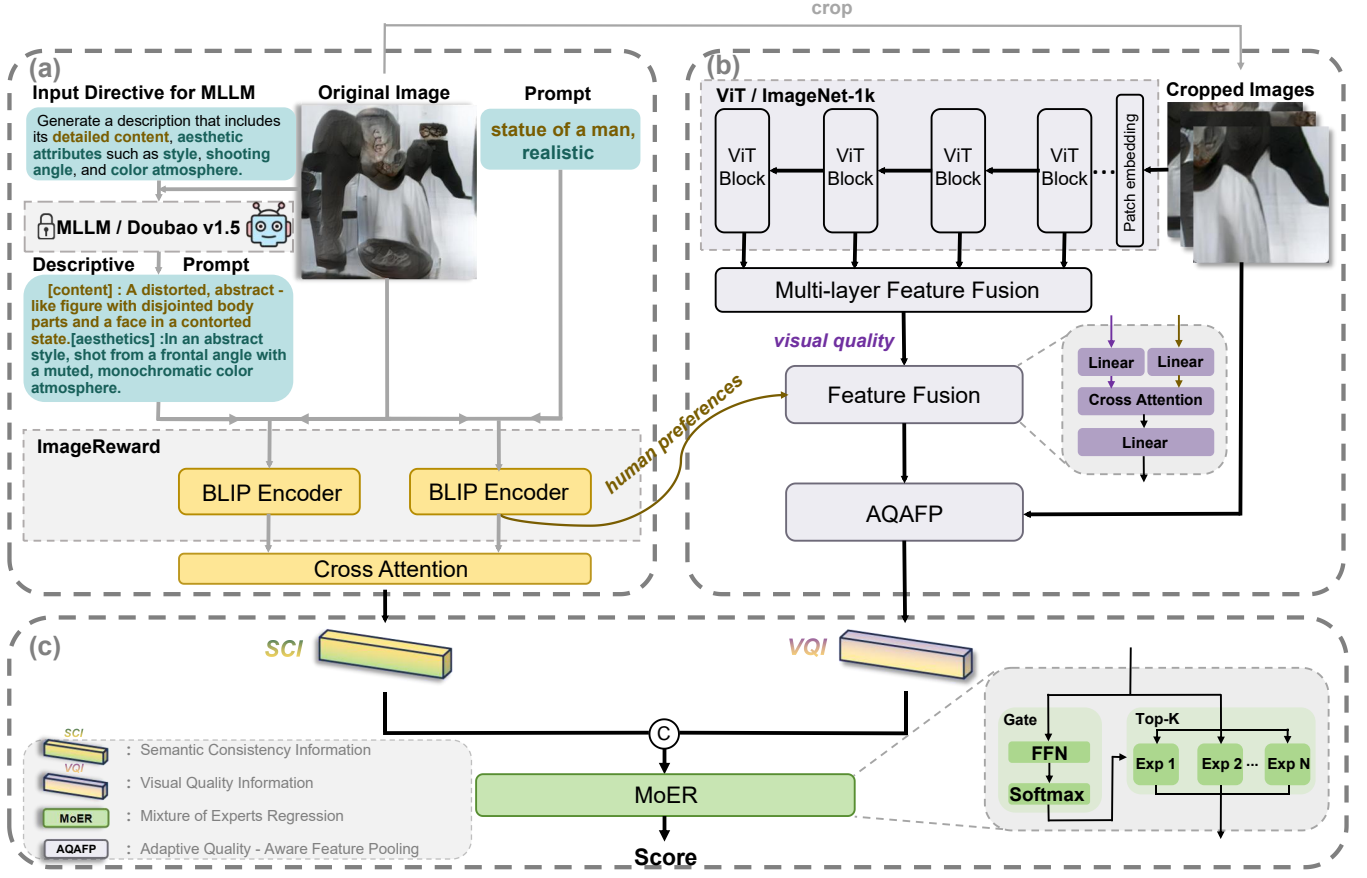 crop
(a)
Input Directive for MLLM
Generate a description that includes
its detailed content, aesthetic
attributes such as style, shooting
angle, and color atmosphere.
Original Image
Prompt
statue of a man,
realistic
MLLM / Doubao v1.5
Descriptive Prompt
[content] : A distorted, abstract -
like figure with disjointed body
parts and a face in a contorted
state.[aesthetics] :In an abstract
style, shot from a frontal angle with
a muted, monochromatic color
atmosphere.
ImageReward
BLIP Encoder
BLIP Encoder
Cross Attention
human preferences
(b)
ViT / ImageNet-1k
Cropped Images
ViT
Block
ViT
Block
ViT
Block
ViT
Block
...
Patch embedding
Multi-layer Feature Fusion
visual quality
Feature Fusion
Linear
Linear
Cross Attention
Linear
AQAFP
(c)
SCI
VQI
C
MoER
Score
SCI
: Semantic Consistency Information
VQI
: Visual Quality Information
MoER
: Mixture of Experts Regression
AQAFP
: Adaptive Quality - Aware Feature Pooling
Gate
FFN
Softmax
Top-K
Exp 1
Exp 2
...
Exp N